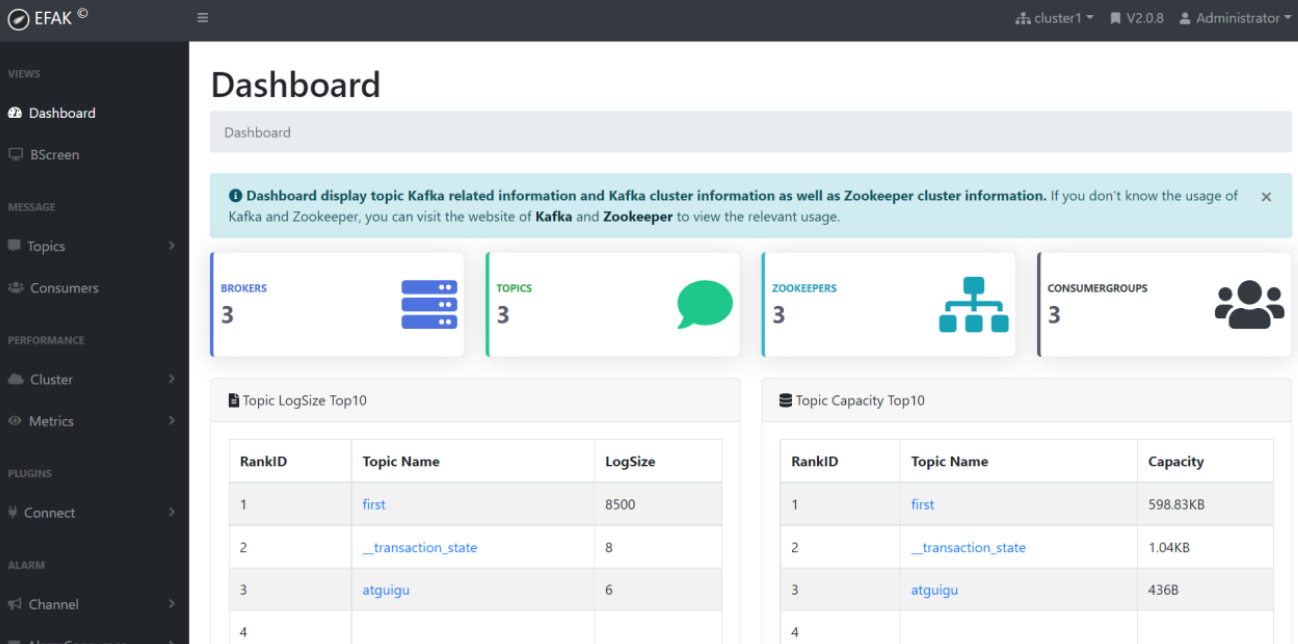 EFAK ©
cluster1
V2.0.8
Administrator
VIEWS
Dashboard
BScreen
MESSAGE
Topics
Consumers
PERFORMANCE
Cluster
Metrics
PLUGINS
Connect
ALARM
Channel
Dashboard
Dashboard
Dashboard display topic Kafka related information and Kafka cluster information as well as Zookeeper cluster information. If you don't know the usage of
Kafka and Zookeeper, you can visit the website of Kafka and Zookeeper to view the relevant usage.
BROKERS
3
TOPICS
3
ZOOKEEPERS
3
CONSUMERGROUPS
3
Topic LogSize Top10
RankID Topic Name LogSize
1 first 8500
2 __transaction_state 8
3 atguigu 6
4
Topic Capacity Top10
RankID Topic Name Capacity
1 first 598.83KB
2 __transaction_state 1.04KB
3 atguigu 436B
4